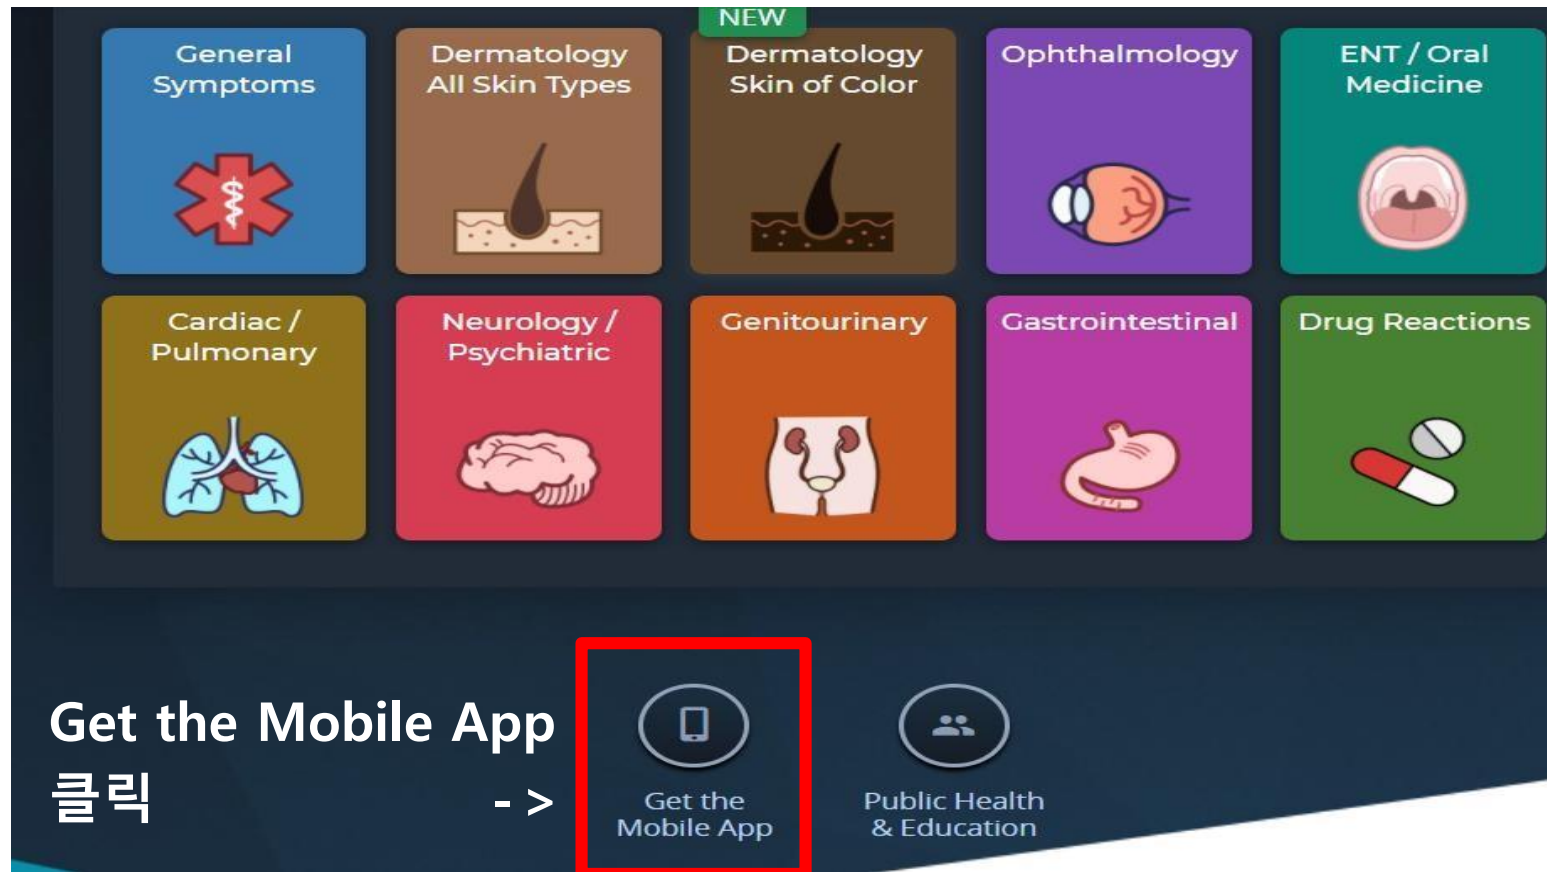 NEW
General
Symptoms
Dermatology
All Skin Types
Dermatology
Skin of Color
Ophthalmology
ENT / Oral
Medicine
Cardiac /
Pulmonary
Neurology /
Psychiatric
Genitourinary
Gastrointestinal
Drug Reactions
Get the Mobile App
클릭 - >
Get the
Mobile App
Public Health
& Education